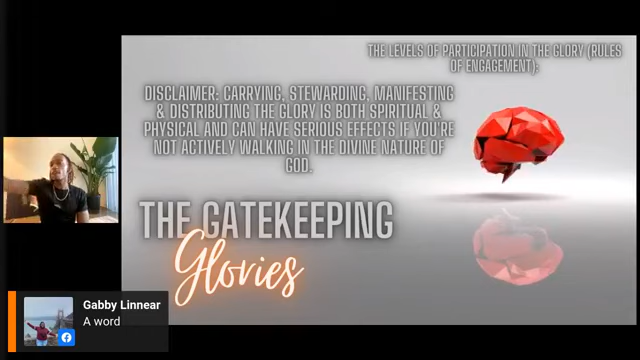 THE LEVELS OF PARTICIPATION IN THE GLORY (RULES
OF ENGAGEMENT):
DISCLAIMER: CARRYING, STEWARDING, MANIFESTING
& DISTRIBUTING THE GLORY IS BOTH SPIRITUAL &
PHYSICAL AND CAN HAVE SERIOUS EFFECTS IF YOU'RE
NOT ACTIVELY WALKING IN THE DIVINE NATURE OF
GOD.
THE GATEKEEPING
Glories
Gabby Linnear
A word